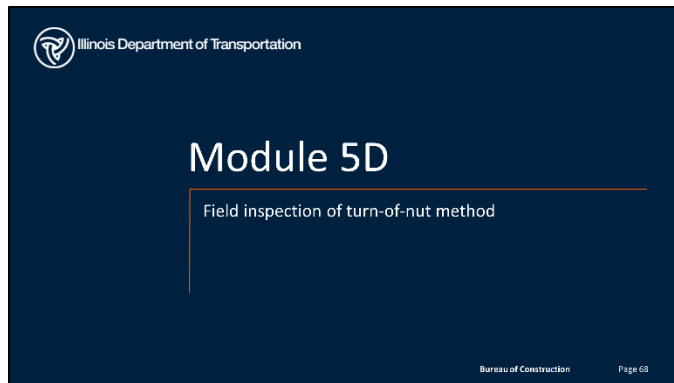 Illinois Department of Transportation
Module 5D
Field inspection of turn-of-nut method
Bureau of Construction Page 68